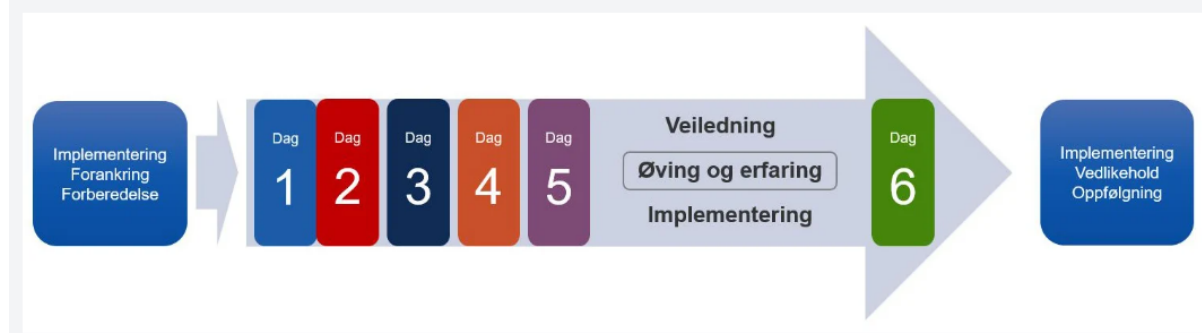 Implementering
Forankring
Forberedelse
Dag
1
Dag
2
Dag
3
Dag
4
Dag
5
Veiledning
Øving og erfaring
Implementering
Dag
6
Implementering
Vedlikehold
Oppfølgning